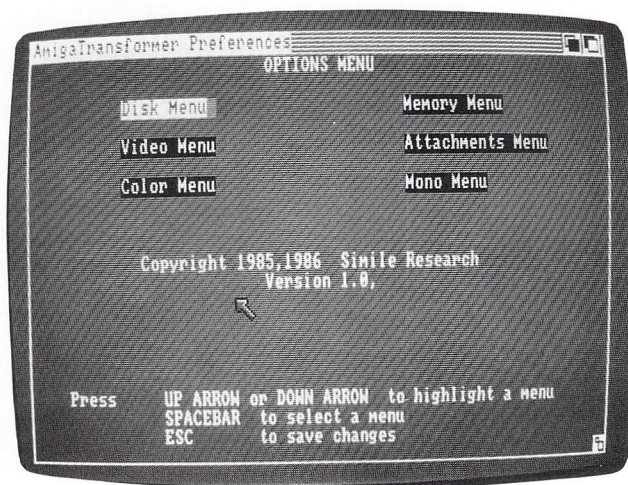 AmigaTransformer Preferences
OPTIONS MENU
Disk Menu
Memory Menu
Video Menu
Attachments Menu
Color Menu
Mono Menu
Copyright 1985,1986 Simile Research
Version 1.0,
Press UP ARROW or DOWN ARROW to highlight a menu
SPACEBAR to select a menu
ESC to save changes